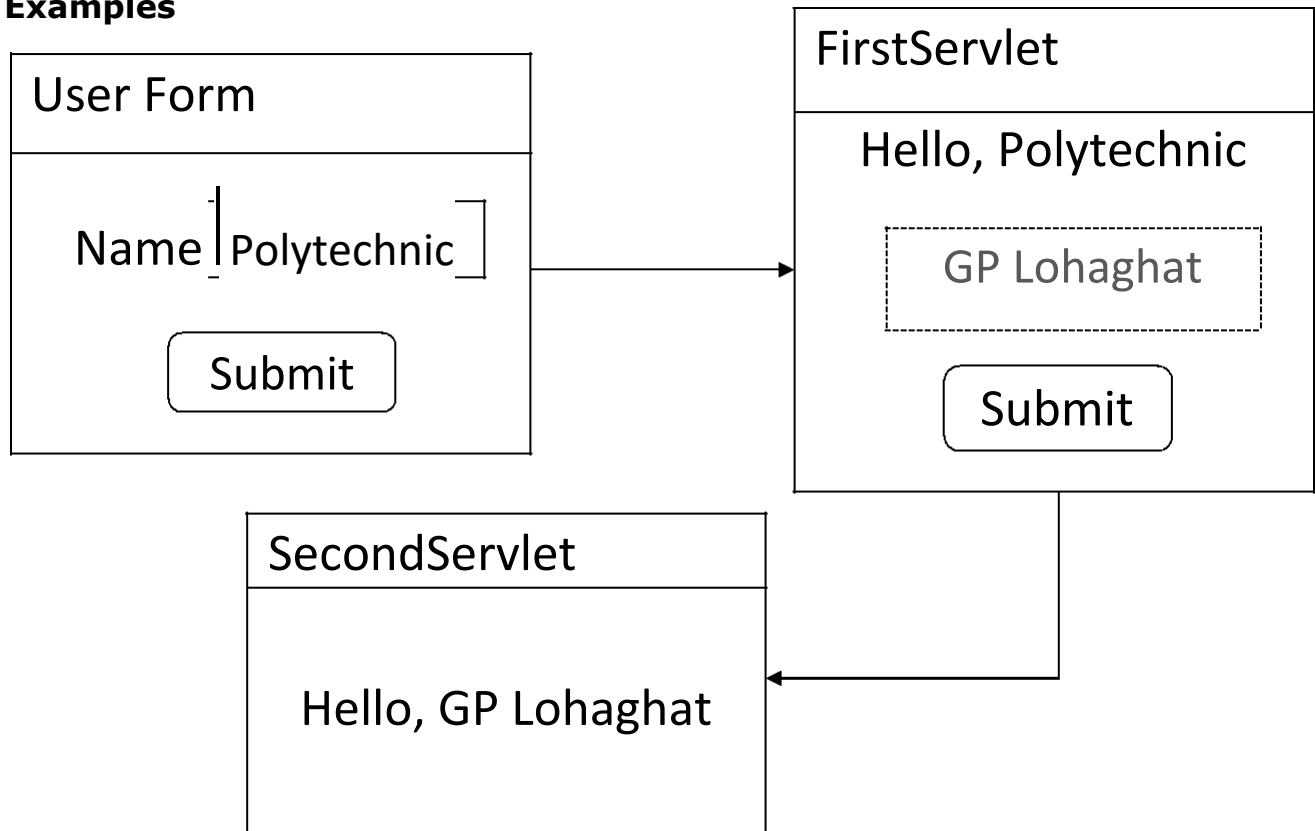 Examples
User Form
Name Polytechnic
Submit
FirstServlet
Hello, Polytechnic
GP Lohaghat
Submit
SecondServlet
Hello, GP Lohaghat